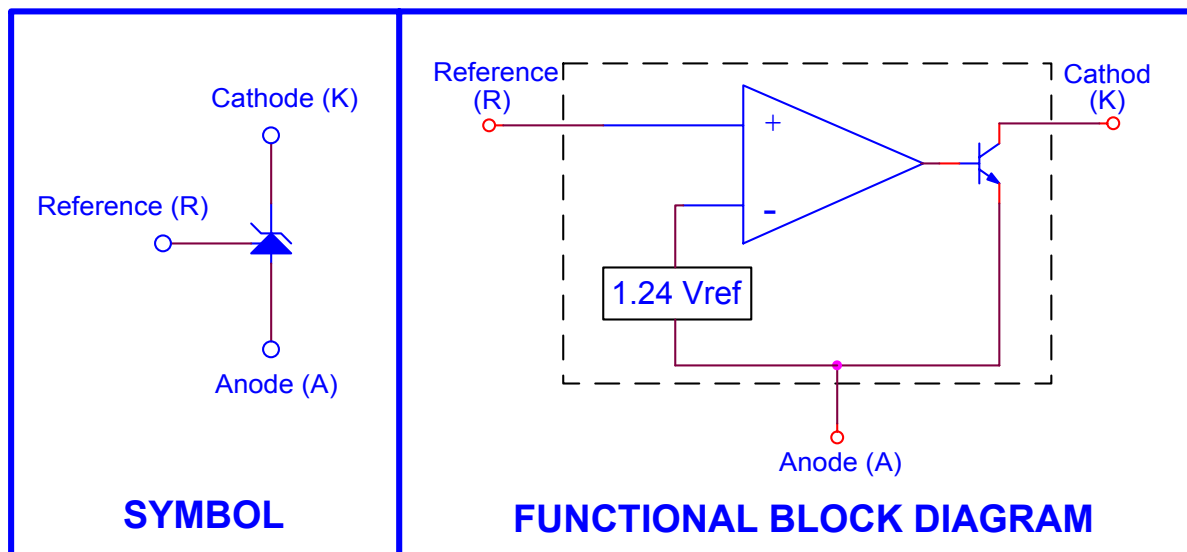 Cathode (K)
Reference (R)
Anode (A)
SYMBOL
Reference
(R)
Cathod
(K)
+
-
1.24 Vref
Anode (A)
FUNCTIONAL BLOCK DIAGRAM